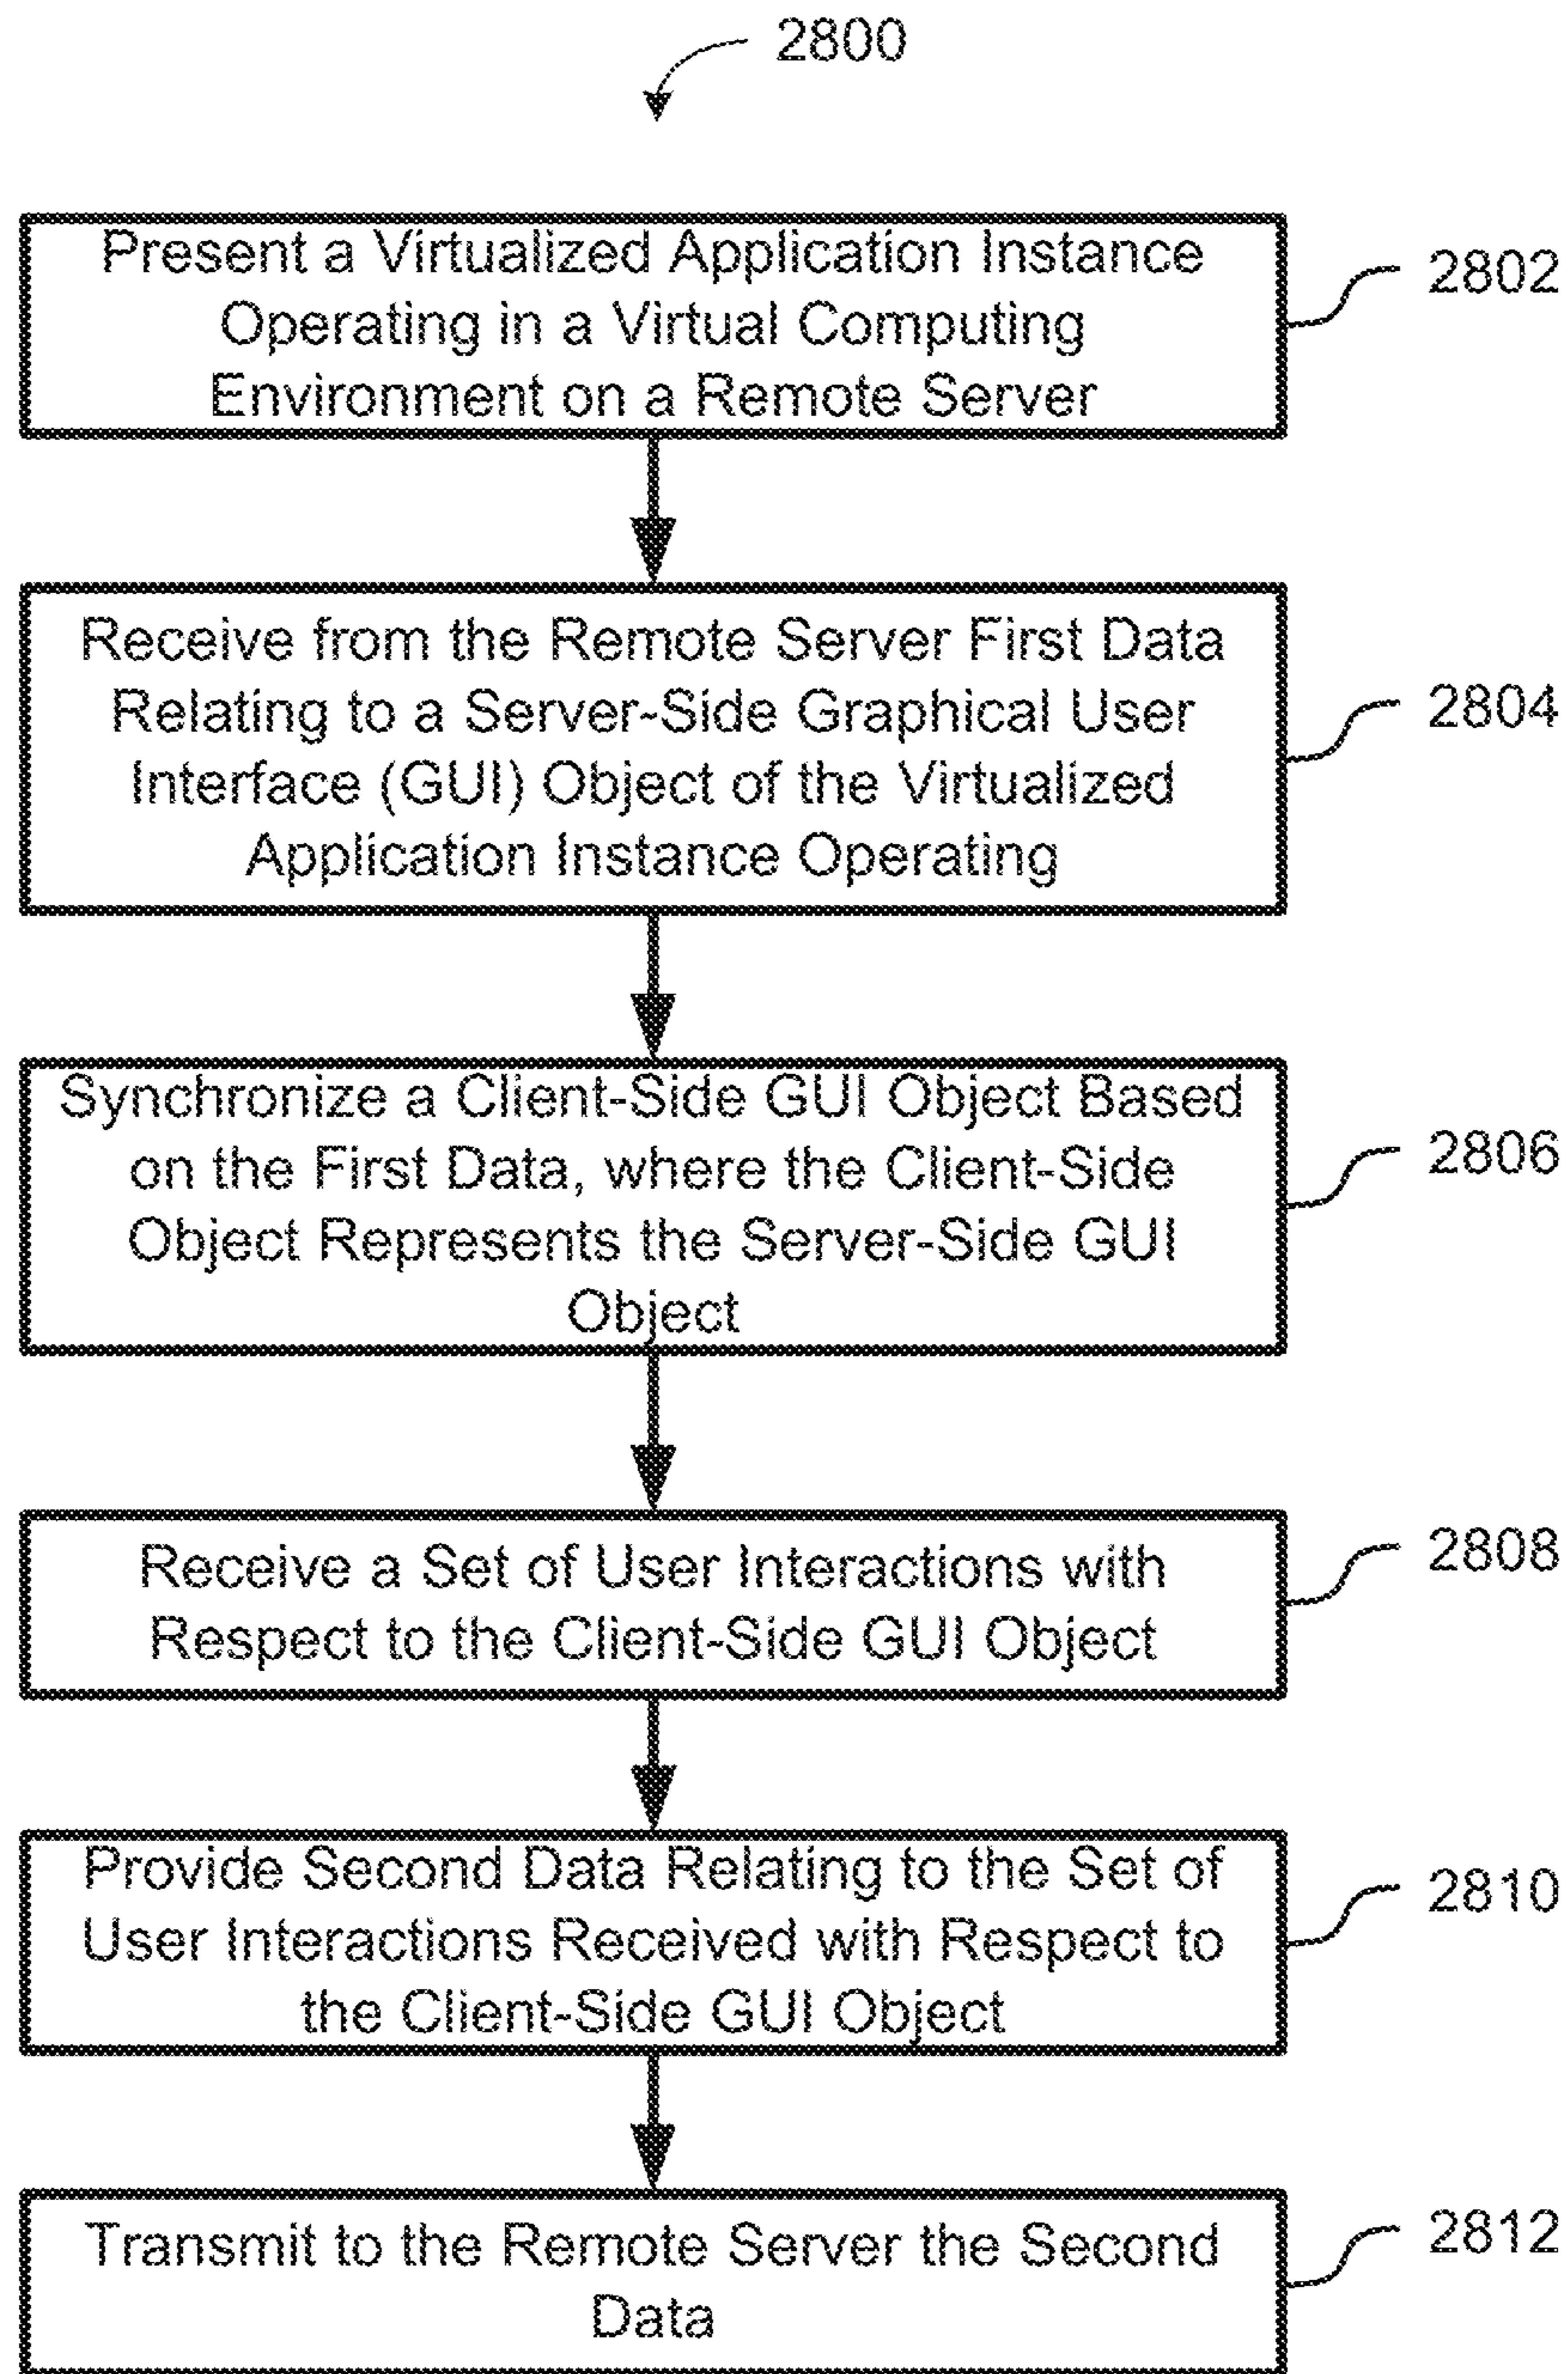 2800
Present a Virtualized Application Instance
Operating in a Virtual Computing
Environment on a Remote Server
2802
Receive from the Remote Server First Data
Relating to a Server-Side Graphical User
Interface (GUI) Object of the Virtualized
Application Instance Operating
2804
Synchronize a Client-Side GUI Object Based
on the First Data, where the Client-Side
Object Represents the Server-Side GUI
Object
2806
Receive a Set of User Interactions with
Respect to the Client-Side GUI Object
2808
Provide Second Data Relating to the Set of
User Interactions Received with Respect to
the Client-Side GUI Object
2810
Transmit to the Remote Server the Second
Data
2812